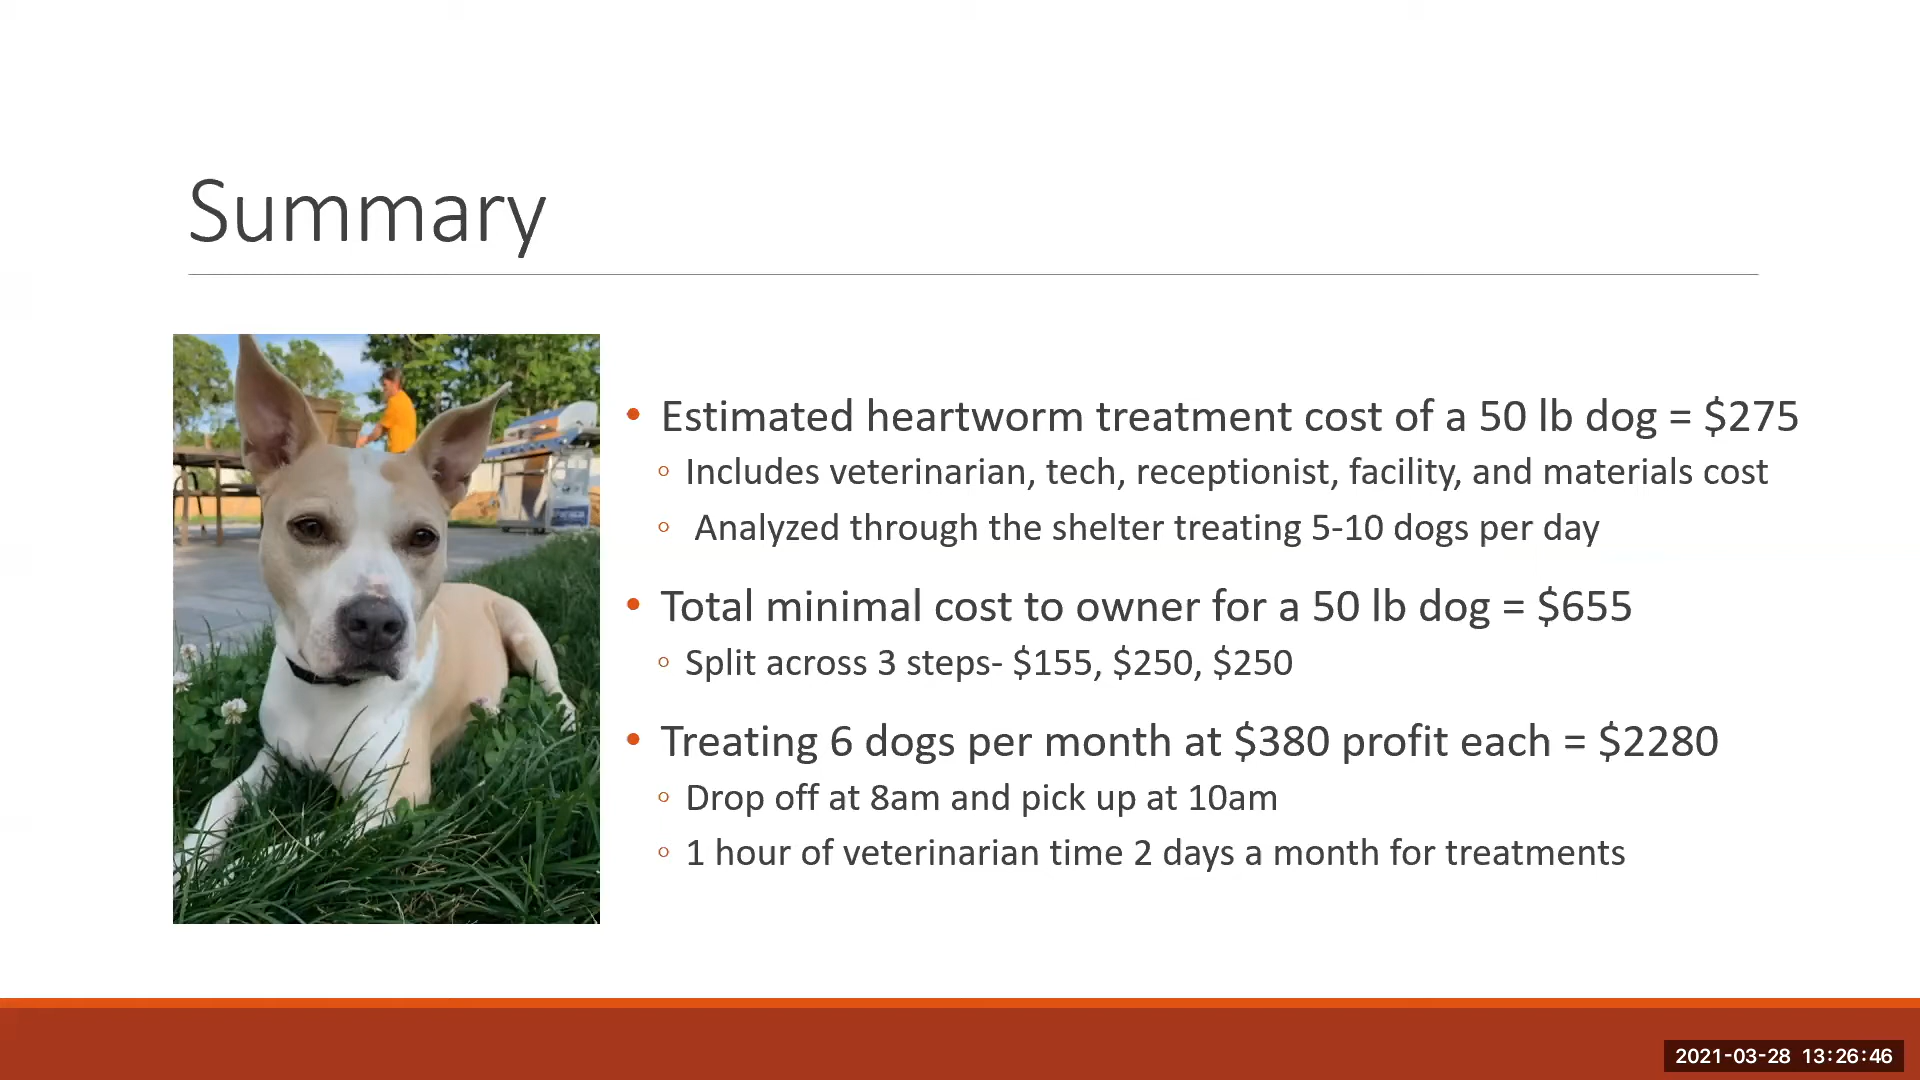 Summary
• Estimated heartworm treatment cost of a 50 lb dog = $275
◦ Includes veterinarian, tech, receptionist, facility, and materials cost
◦ Analyzed through the shelter treating 5-10 dogs per day
• Total minimal cost to owner for a 50 lb dog = $655
◦ Split across 3 steps- $155, $250, $250
• Treating 6 dogs per month at $380 profit each = $2280
◦ Drop off at 8am and pick up at 10am
◦ 1 hour of veterinarian time 2 days a month for treatments
2021-03-28 13:26:46